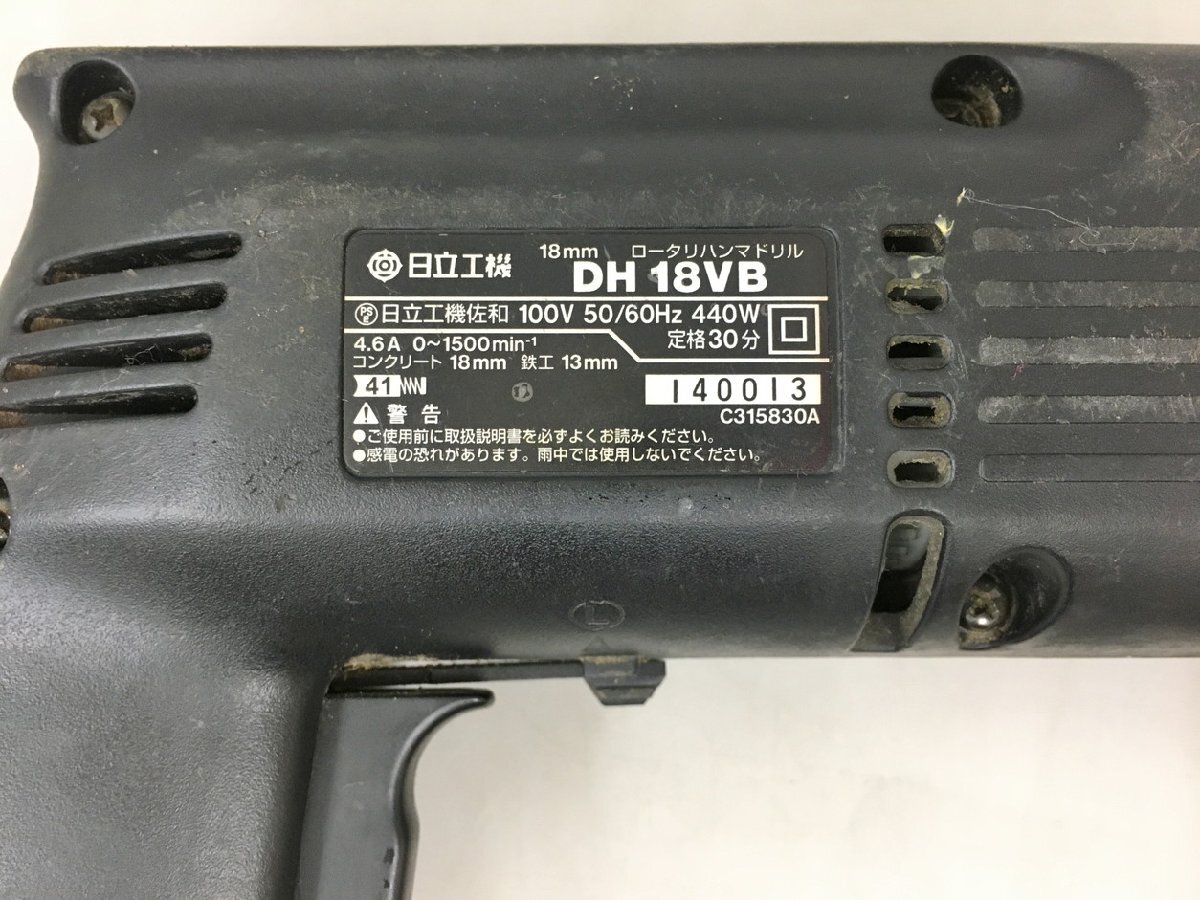 日立工機 18mm ロータリハンマドリル
DH 18VB
PS E 日立工機佐和 100V 50/60Hz 440W
定格30分
4.6A 0～1500min⁻¹
コンクリート 18mm 鉄工 13mm
41
140013
警告
C315830A
●ご使用前に取扱説明書を必ずよくお読みください。
●感電の恐れがあります。雨中では使用しないでください。
L